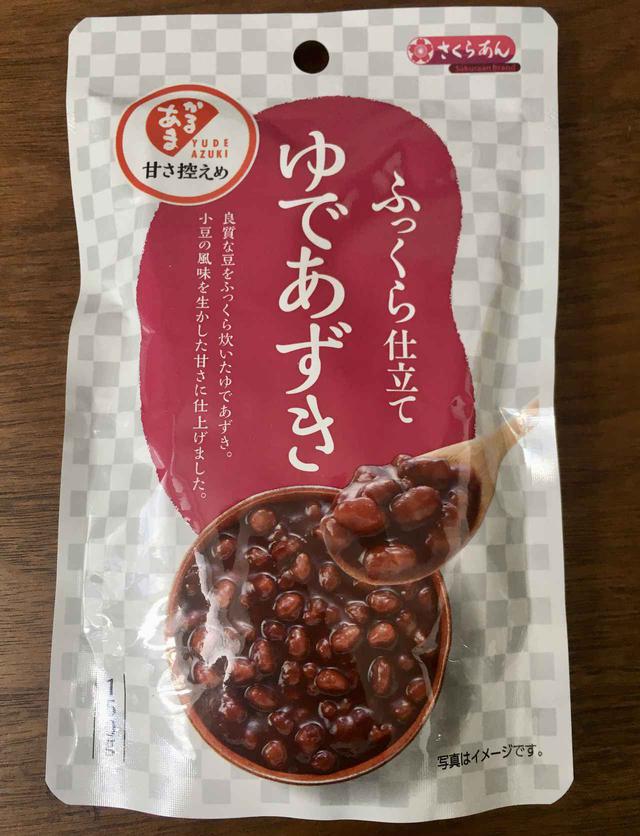 さくらあん
Sakuraan Brand
かる
あま
YUDE
AZUKI
甘さ控えめ
ふっくら仕立て
ゆであずき
良質な豆をふっくら炊いたゆであずき。
小豆の風味を生かした甘さに仕上げました。
150g
写真はイメージです。